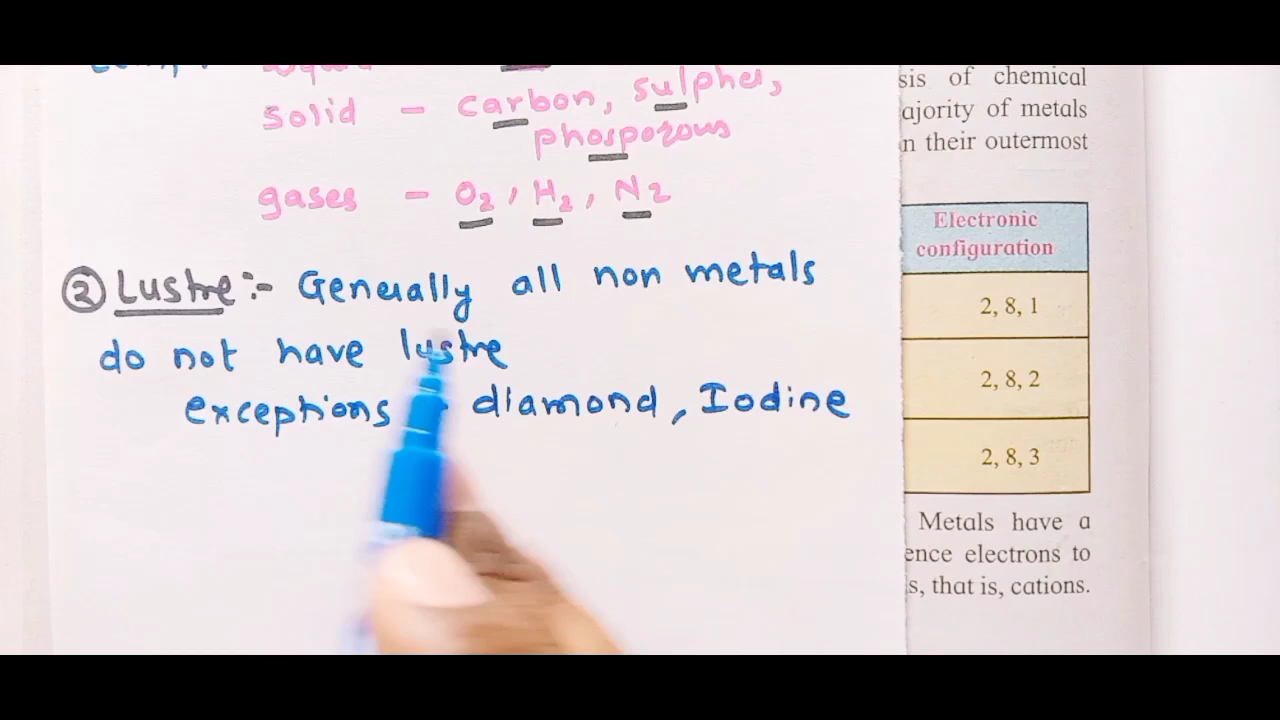 solid - carbon, sulpher,
phosporous
gases - O2, H2, N2
② Lustre :- Generally all non metals
do not have lustre
exceptions - diamond, Iodine
sis of chemical
ajority of metals
n their outermost
Electronic
configuration
2, 8, 1
2, 8, 2
2, 8, 3
Metals have a
ence electrons to
s, that is, cations.